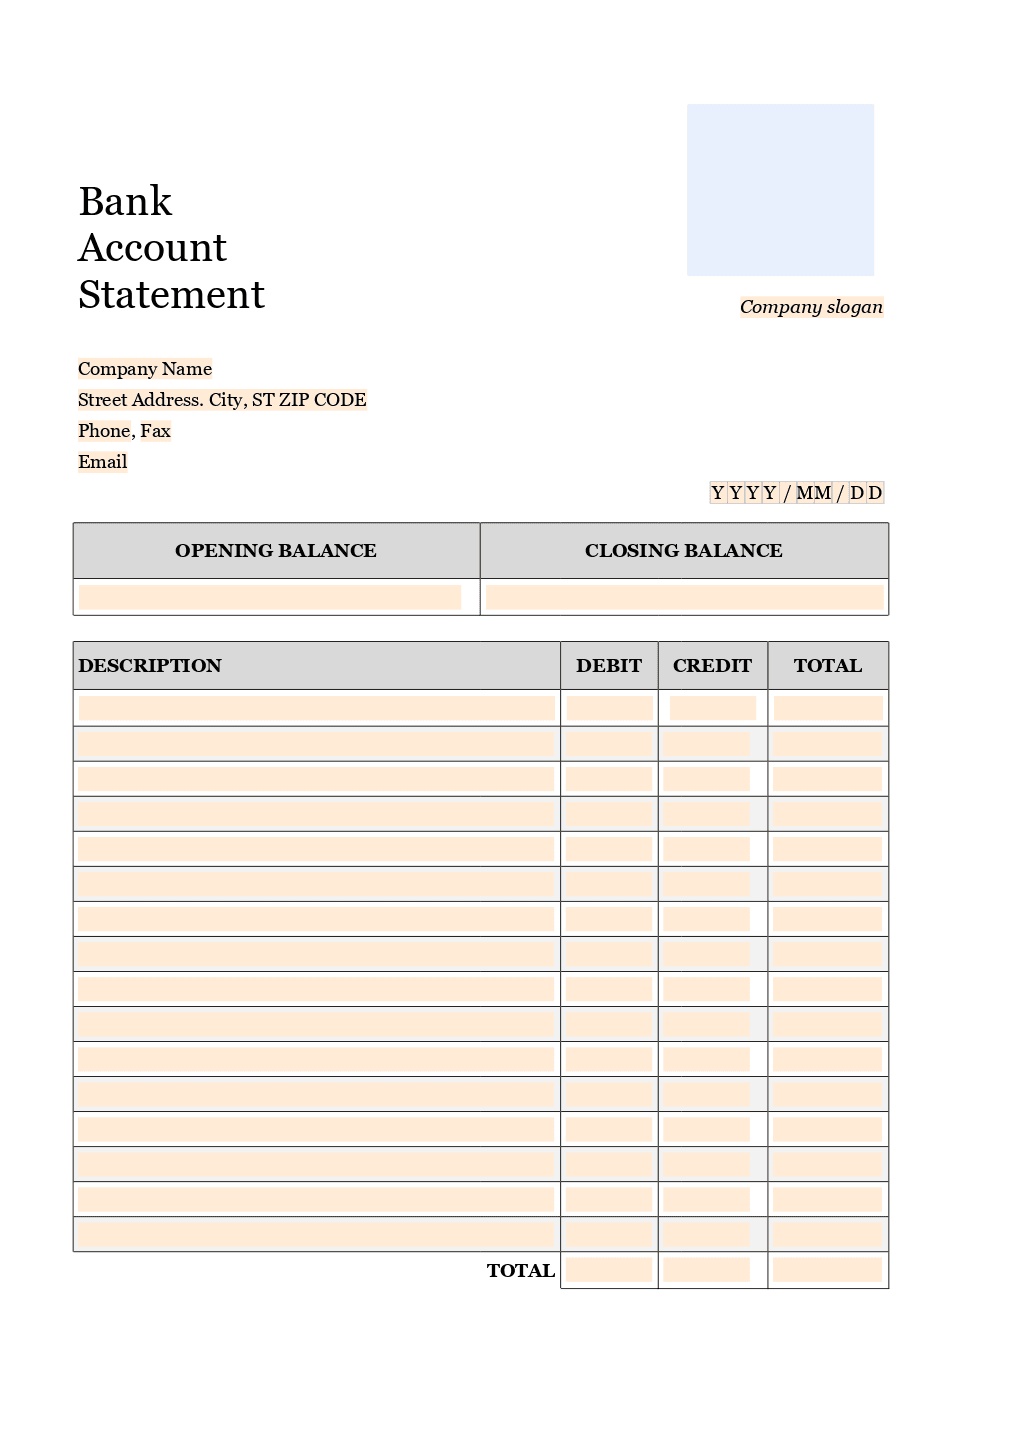 Bank
Account
Statement
Company slogan
Company Name
Street Address. City, ST ZIP CODE
Phone, Fax
Email
YYYY/MM/DD
OPENING BALANCE CLOSING BALANCE
DESCRIPTION DEBIT CREDIT TOTAL
TOTAL